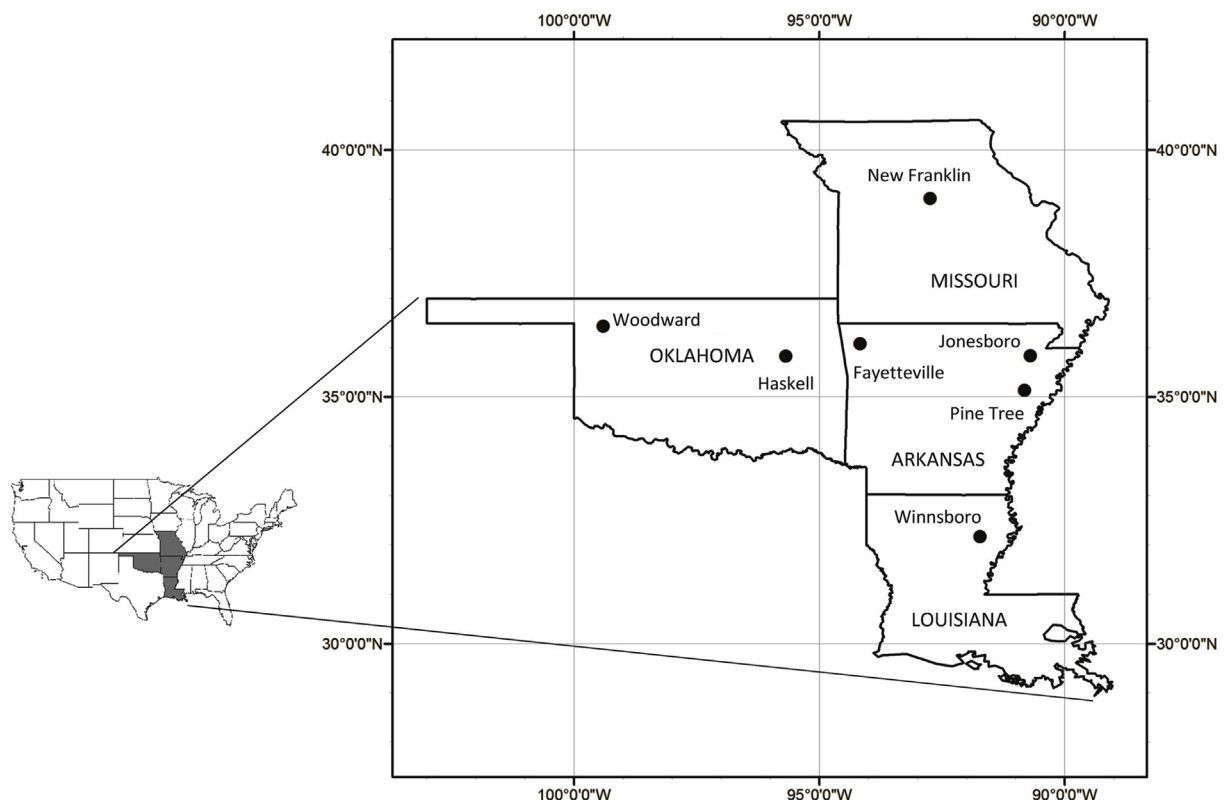 100°0'0"W 95°0'0"W 90°0'0"W
40°0'0"N 40°0'0"N
New Franklin
MISSOURI
Woodward
Jonesboro
OKLAHOMA
Fayetteville
Haskell
35°0'0"N 35°0'0"N
Pine Tree
ARKANSAS
Winnsboro
LOUISIANA
30°0'0"N 30°0'0"N
100°0'0"W 95°0'0"W 90°0'0"W